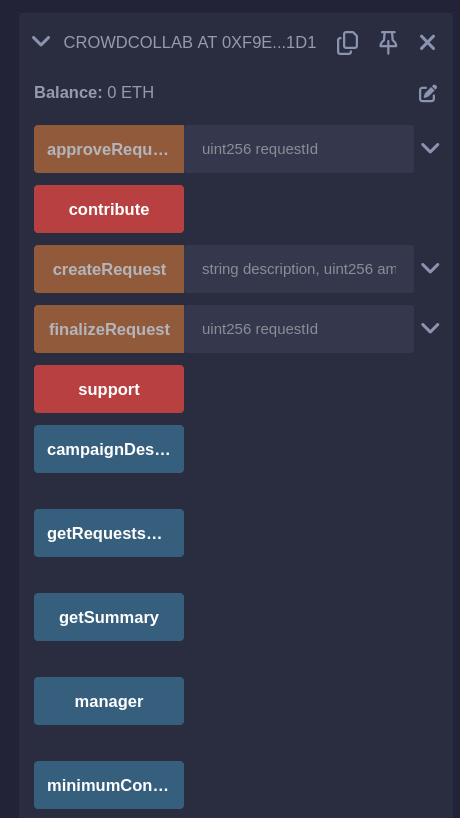 CROWDCOLLAB AT 0XF9E...1D1
Balance: 0 ETH
approveRequ... uint256 requestId
contribute
createRequest string description, uint256 am
finalizeRequest uint256 requestId
support
campaignDes...
getRequests...
getSummary
manager
minimumCon...